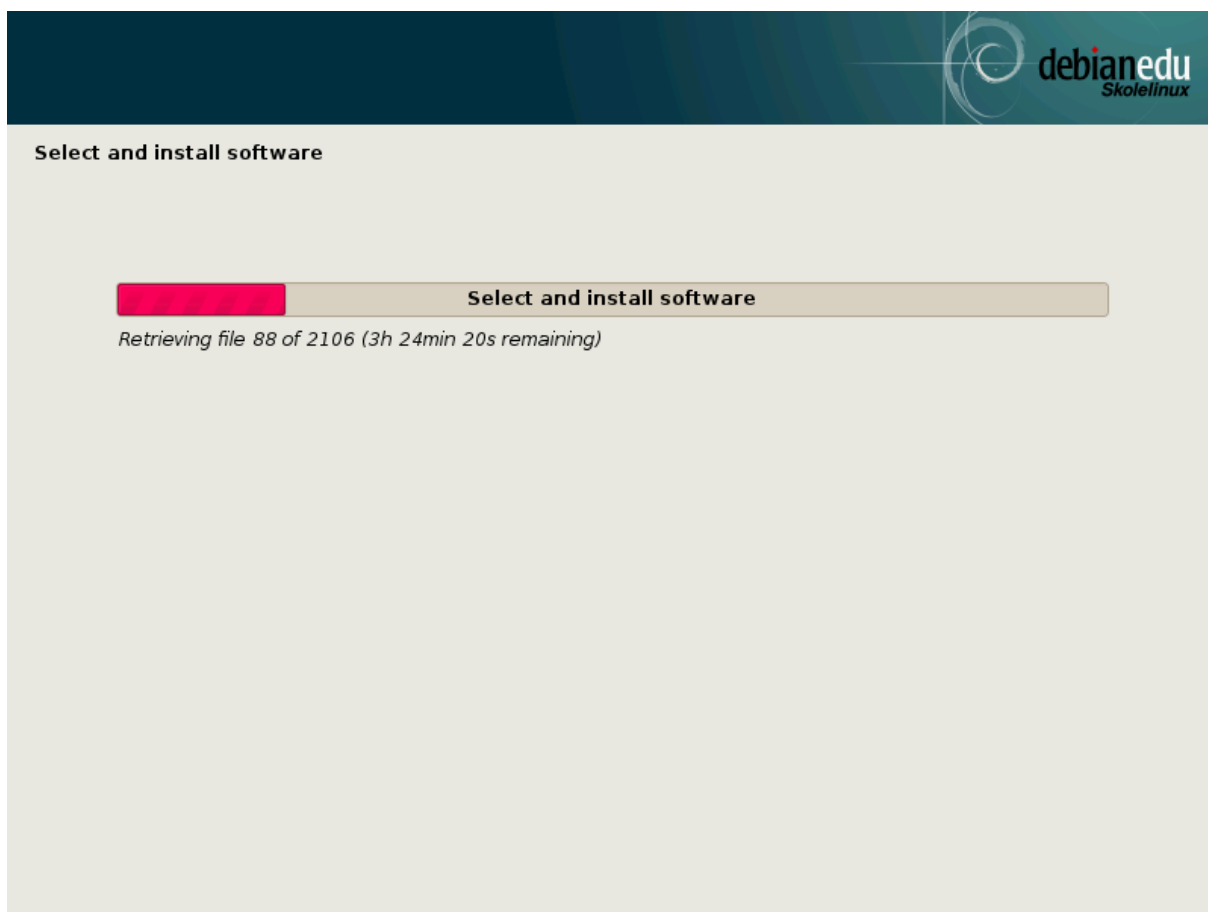 debianedu
Skolelinux
Select and install software
Select and install software
Retrieving file 88 of 2106 (3h 24min 20s remaining)